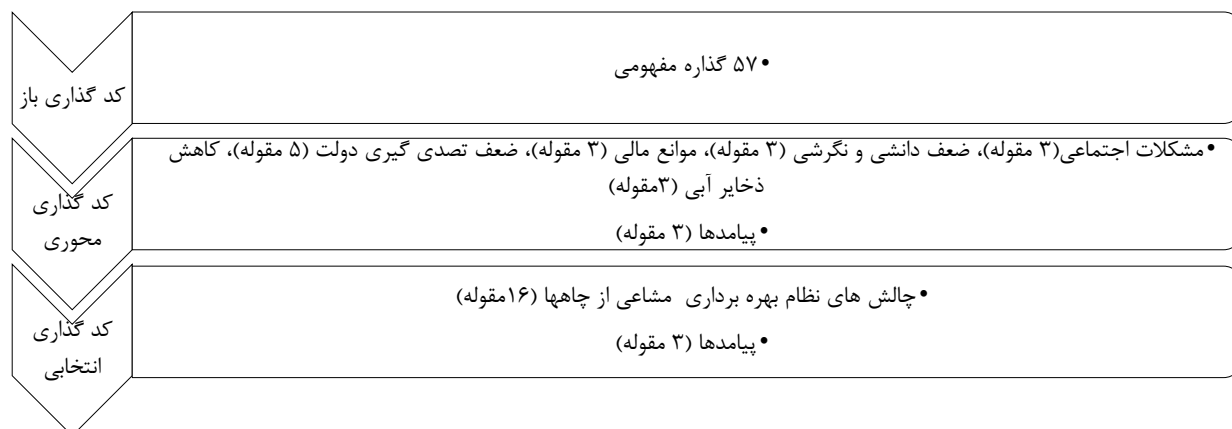 کد گذاری باز
•۵۷ گذاره مفهومی
کد گذاری
محوری
•مشکلات اجتماعی(۳ مقوله)، ضعف دانشی و نگرشی (۳ مقوله)، موانع مالی (۳ مقوله)، ضعف تصدی گیری دولت (۵ مقوله)، کاهش
ذخایر آبی (۳مقوله)
•پیامدها (۳ مقوله)
کد گذاری
انتخابی
•چالش های نظام بهره برداری مشاعی از چاهها (۱۶مقوله)
•پیامدها (۳ مقوله)